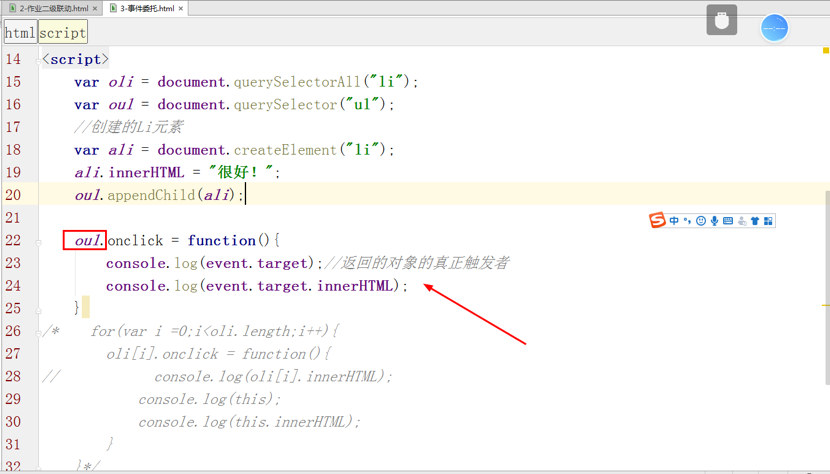 2-作业二级联动.html × 3-事件委托.html ×
html script
14 <script>
15 var oli = document.querySelectorAll("li");
16 var oul = document.querySelector("ul");
17 //创建的Li元素
18 var ali = document.createElement("li");
19 ali.innerHTML = "很好！";
20 oul.appendChild(ali);
21
22 oul.onclick = function(){
23 console.log(event.target);//返回的对象的真正触发者
24 console.log(event.target.innerHTML);
25 }
26 /* for(var i =0;i<oli.length;i++){
27 oli[i].onclick = function(){
28 // console.log(oli[i].innerHTML);
29 console.log(this);
30 console.log(this.innerHTML);
31 }
32 }*/
S 中